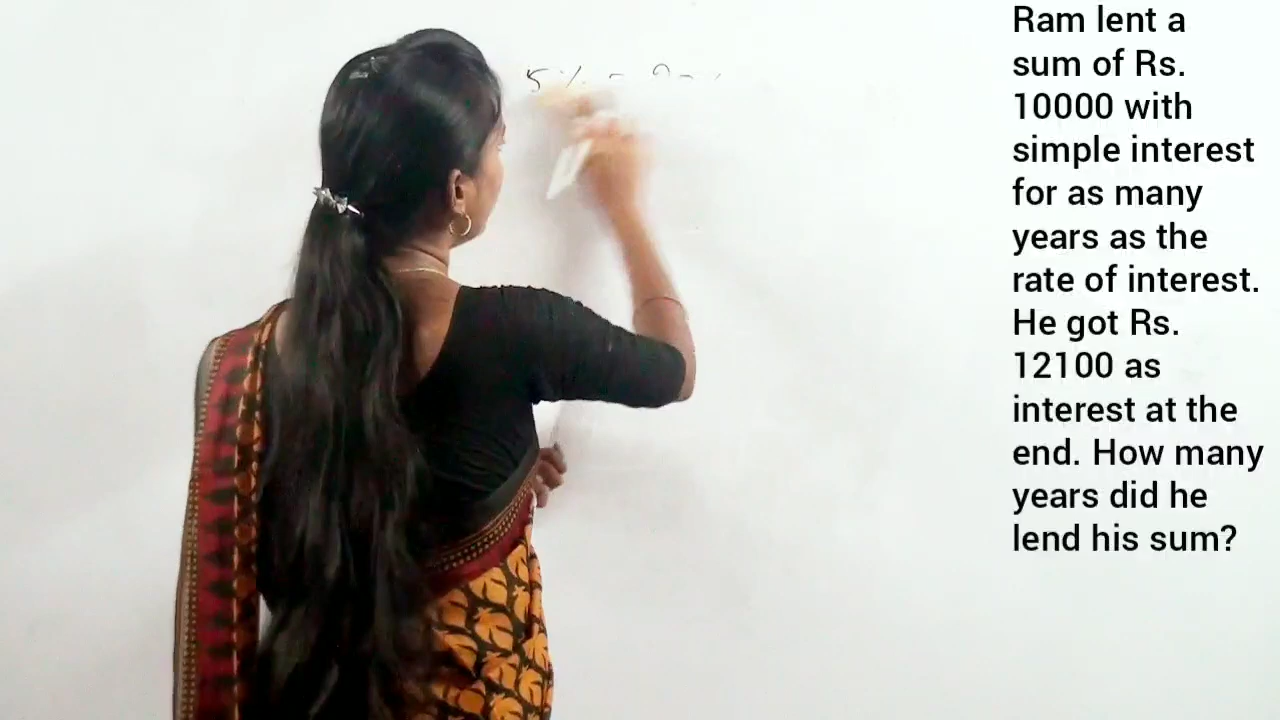 Ram lent a
sum of Rs.
10000 with
simple interest
for as many
years as the
rate of interest.
He got Rs.
12100 as
interest at the
end. How many
years did he
lend his sum?